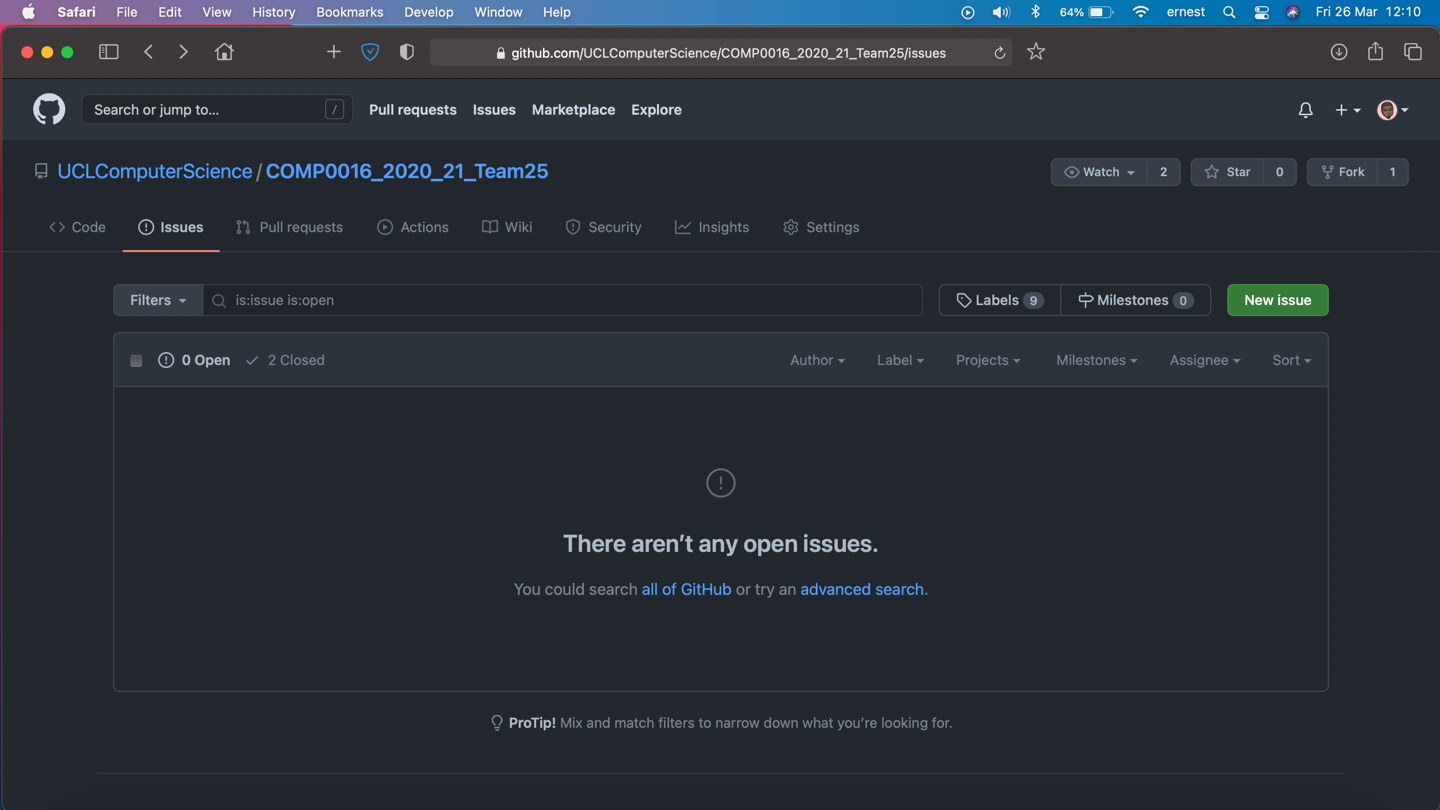 Safari File Edit View History Bookmarks Develop Window Help 64% ernest Fri 26 Mar 12:10
github.com/UCLComputerScience/COMP0016_2020_21_Team25/issues
Search or jump to... / Pull requests Issues Marketplace Explore
UCLComputerScience / COMP0016_2020_21_Team25 Watch 2 Star 0 Fork 1
Code Issues Pull requests Actions Wiki Security Insights Settings
Filters is:issue is:open Labels 9 Milestones 0 New issue
0 Open 2 Closed Author Label Projects Milestones Assignee Sort
There aren’t any open issues.
You could search all of GitHub or try an advanced search.
ProTip! Mix and match filters to narrow down what you’re looking for.